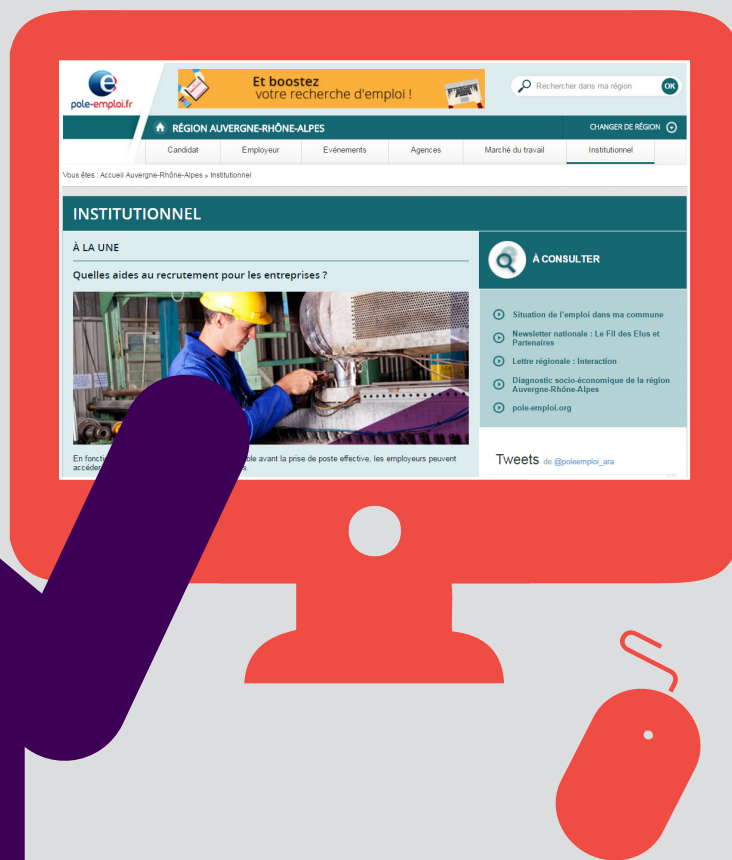 pole-emploi.fr
Et boostez
votre recherche d'emploi !
Rechercher dans ma région
OK
RÉGION AUVERGNE-RHÔNE-ALPES
CHANGER DE RÉGION
Candidat
Employeur
Evénements
Agences
Marché du travail
Institutionnel
Vous êtes : Accueil Auvergne-Rhône-Alpes » Institutionnel
INSTITUTIONNEL
À LA UNE
Quelles aides au recrutement pour les entreprises ?
En foncti
ble avant la prise de poste effective, les employeurs peuvent
accéder
s.
À CONSULTER
Situation de l'emploi dans ma commune
Newsletter nationale : Le Fil des Elus et
Partenaires
Lettre régionale : Interaction
Diagnostic socio-économique de la région
Auvergne-Rhône-Alpes
pole-emploi.org
Tweets de @poleemploi_ara